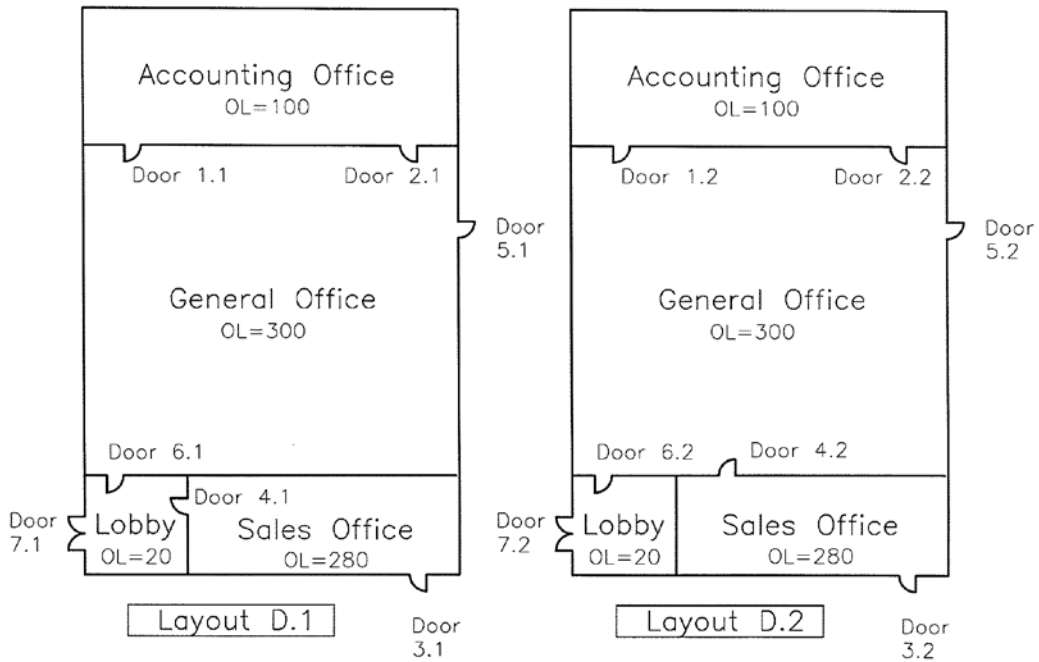 Accounting Office
OL=100
Door 1.1
Door 2.1
Door
5.1
General Office
OL=300
Door 6.1
Door 4.1
Door
7.1
Lobby
OL=20
Sales Office
OL=280
Layout D.1
Door
3.1
Accounting Office
OL=100
Door 1.2
Door 2.2
Door
5.2
General Office
OL=300
Door 6.2
Door 4.2
Door
7.2
Lobby
OL=20
Sales Office
OL=280
Layout D.2
Door
3.2